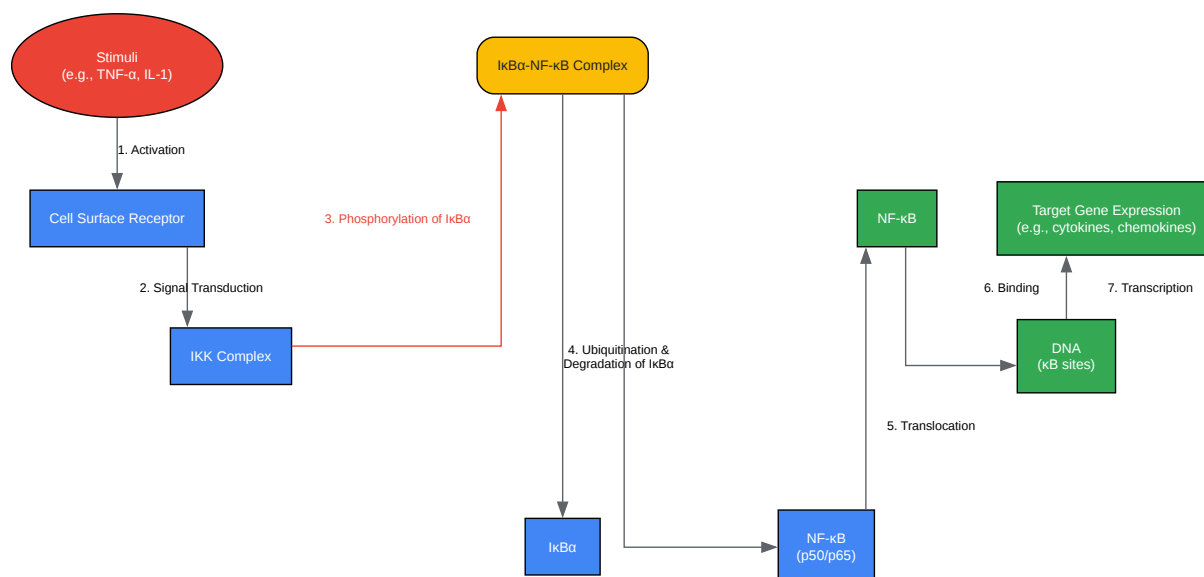 Stimuli
(e.g., TNF-α, IL-1)
1. Activation
Cell Surface Receptor
2. Signal Transduction
IKK Complex
3. Phosphorylation of IκBα
IκBα-NF-κB Complex
4. Ubiquitination &
Degradation of IκBα
IκBα
NF-κB
(p50/p65)
5. Translocation
NF-κB
6. Binding
DNA
(κB sites)
7. Transcription
Target Gene Expression
(e.g., cytokines, chemokines)